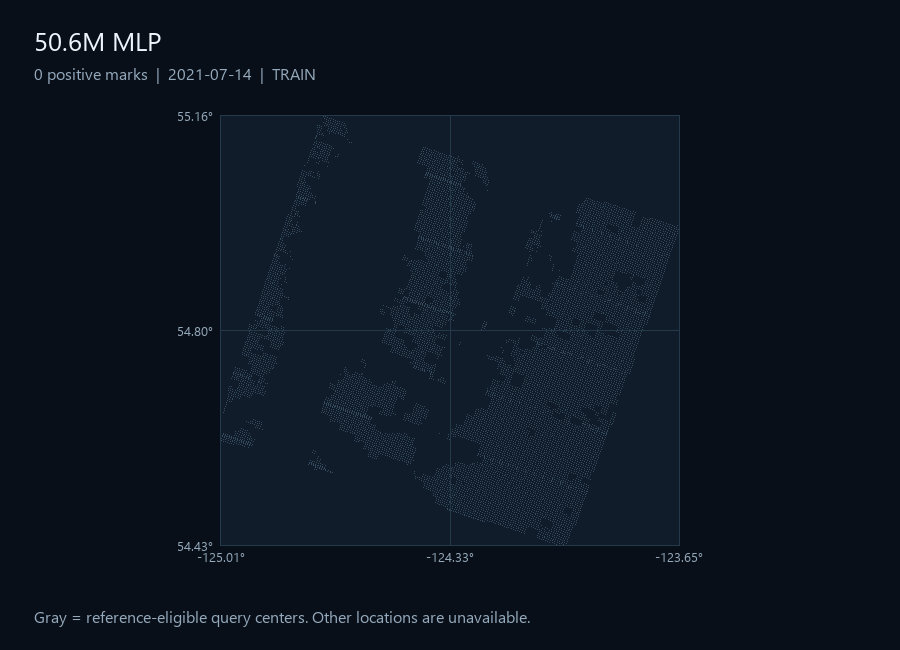 50.6M MLP
0 positive marks | 2021-07-14 | TRAIN
55.16°
54.80°
54.43°
-125.01°
-124.33°
-123.65°
Gray = reference-eligible query centers. Other locations are unavailable.